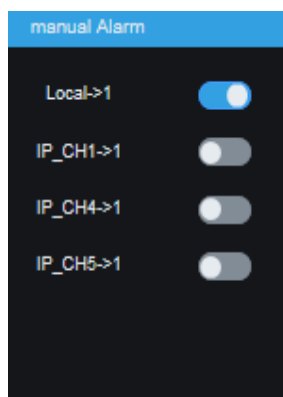 manual Alarm
Local->1
IP_CH1->1
IP_CH4->1
IP_CH5->1